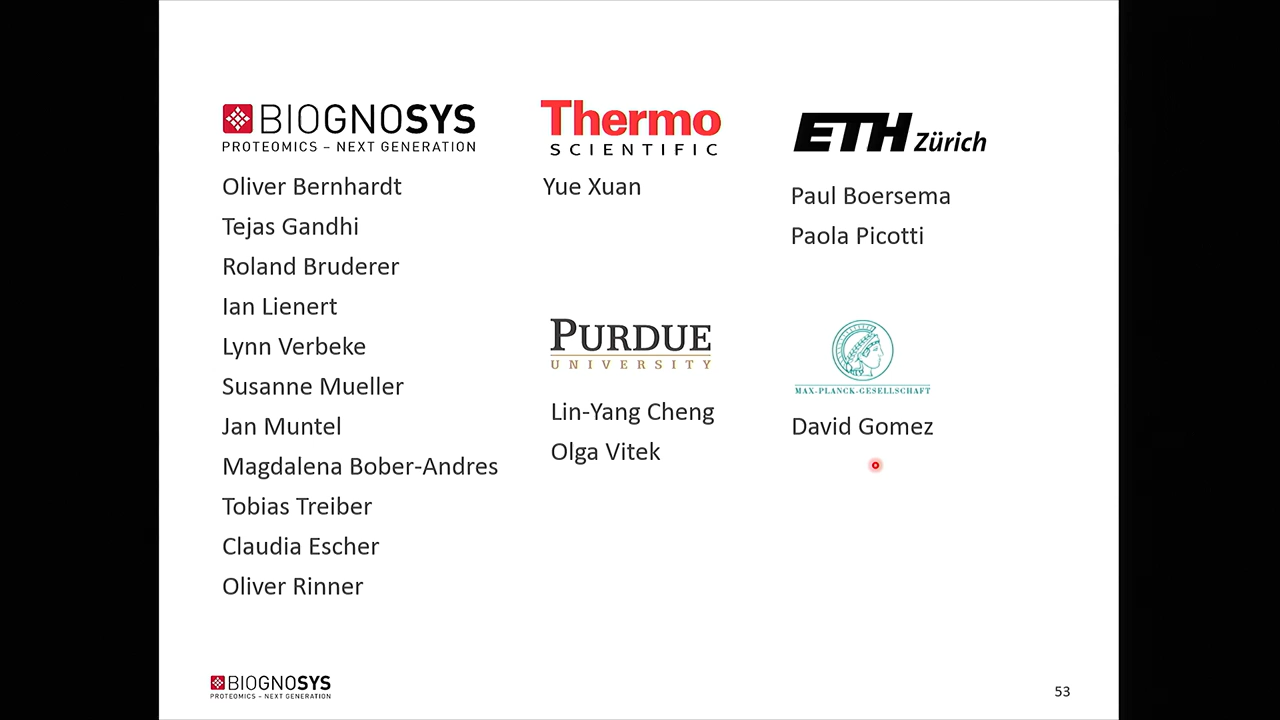 BIOGNOSYS
PROTEOMICS – NEXT GENERATION
Oliver Bernhardt
Tejas Gandhi
Roland Bruderer
Ian Lienert
Lynn Verbeke
Susanne Mueller
Jan Muntel
Magdalena Bober-Andres
Tobias Treiber
Claudia Escher
Oliver Rinner
Thermo
SCIENTIFIC
Yue Xuan
PURDUE
UNIVERSITY
Lin-Yang Cheng
Olga Vitek
ETH Zürich
Paul Boersema
Paola Picotti
MAX-PLANCK-GESELLSCHAFT
David Gomez
BIOGNOSYS
PROTEOMICS – NEXT GENERATION
53